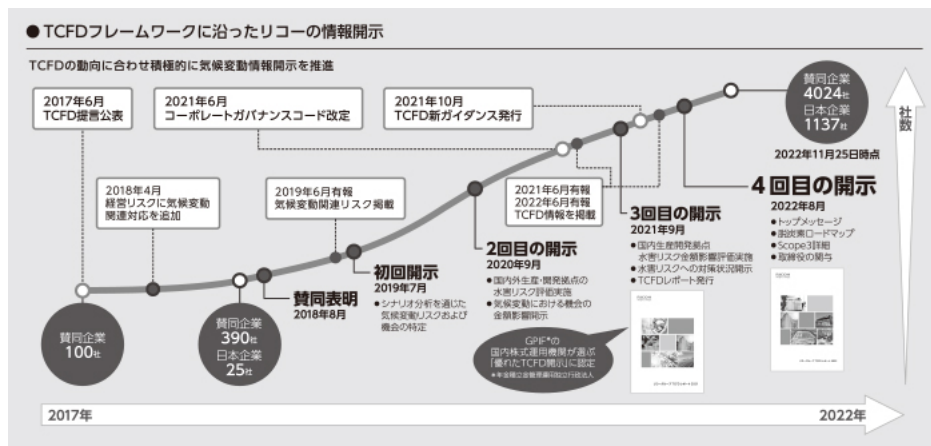 ● TCFDフレームワークに沿ったリコーの情報開示
TCFDの動向に合わせ積極的に気候変動情報開示を推進
2017年6月
TCFD提言公表
2021年6月
コーポレートガバナンスコード改定
2021年10月
TCFD新ガイダンス発行
賛同企業
4024社
日本企業
1137社
2022年11月25日時点
社数
2018年4月
経営リスクに気候変動
関連対応を追加
2019年6月有報
気候変動関連リスク掲載
2021年6月有報
2022年6月有報
TCFD情報を掲載
賛同企業
100社
賛同企業
390社
日本企業
25社
賛同表明
2018年8月
初回開示
2019年7月
●シナリオ分析を通じた
気候変動リスクおよび
機会の特定
2回目の開示
2020年9月
●国内外生産・開発拠点の
水害リスク評価実施
●気候変動における機会の
金額影響開示
GPIF*の
国内株式運用機関が選ぶ
「優れたTCFD開示」に認定
*年金積立金管理運用独立行政法人
3回目の開示
2021年9月
●国内生産開発拠点
水害リスク金額影響評価実施
●水害リスクへの対策状況開示
●TCFDレポート発行
4回目の開示
2022年8月
●トップメッセージ
●脱炭素ロードマップ
●Scope3詳細
●取締役の関与
2017年
2022年